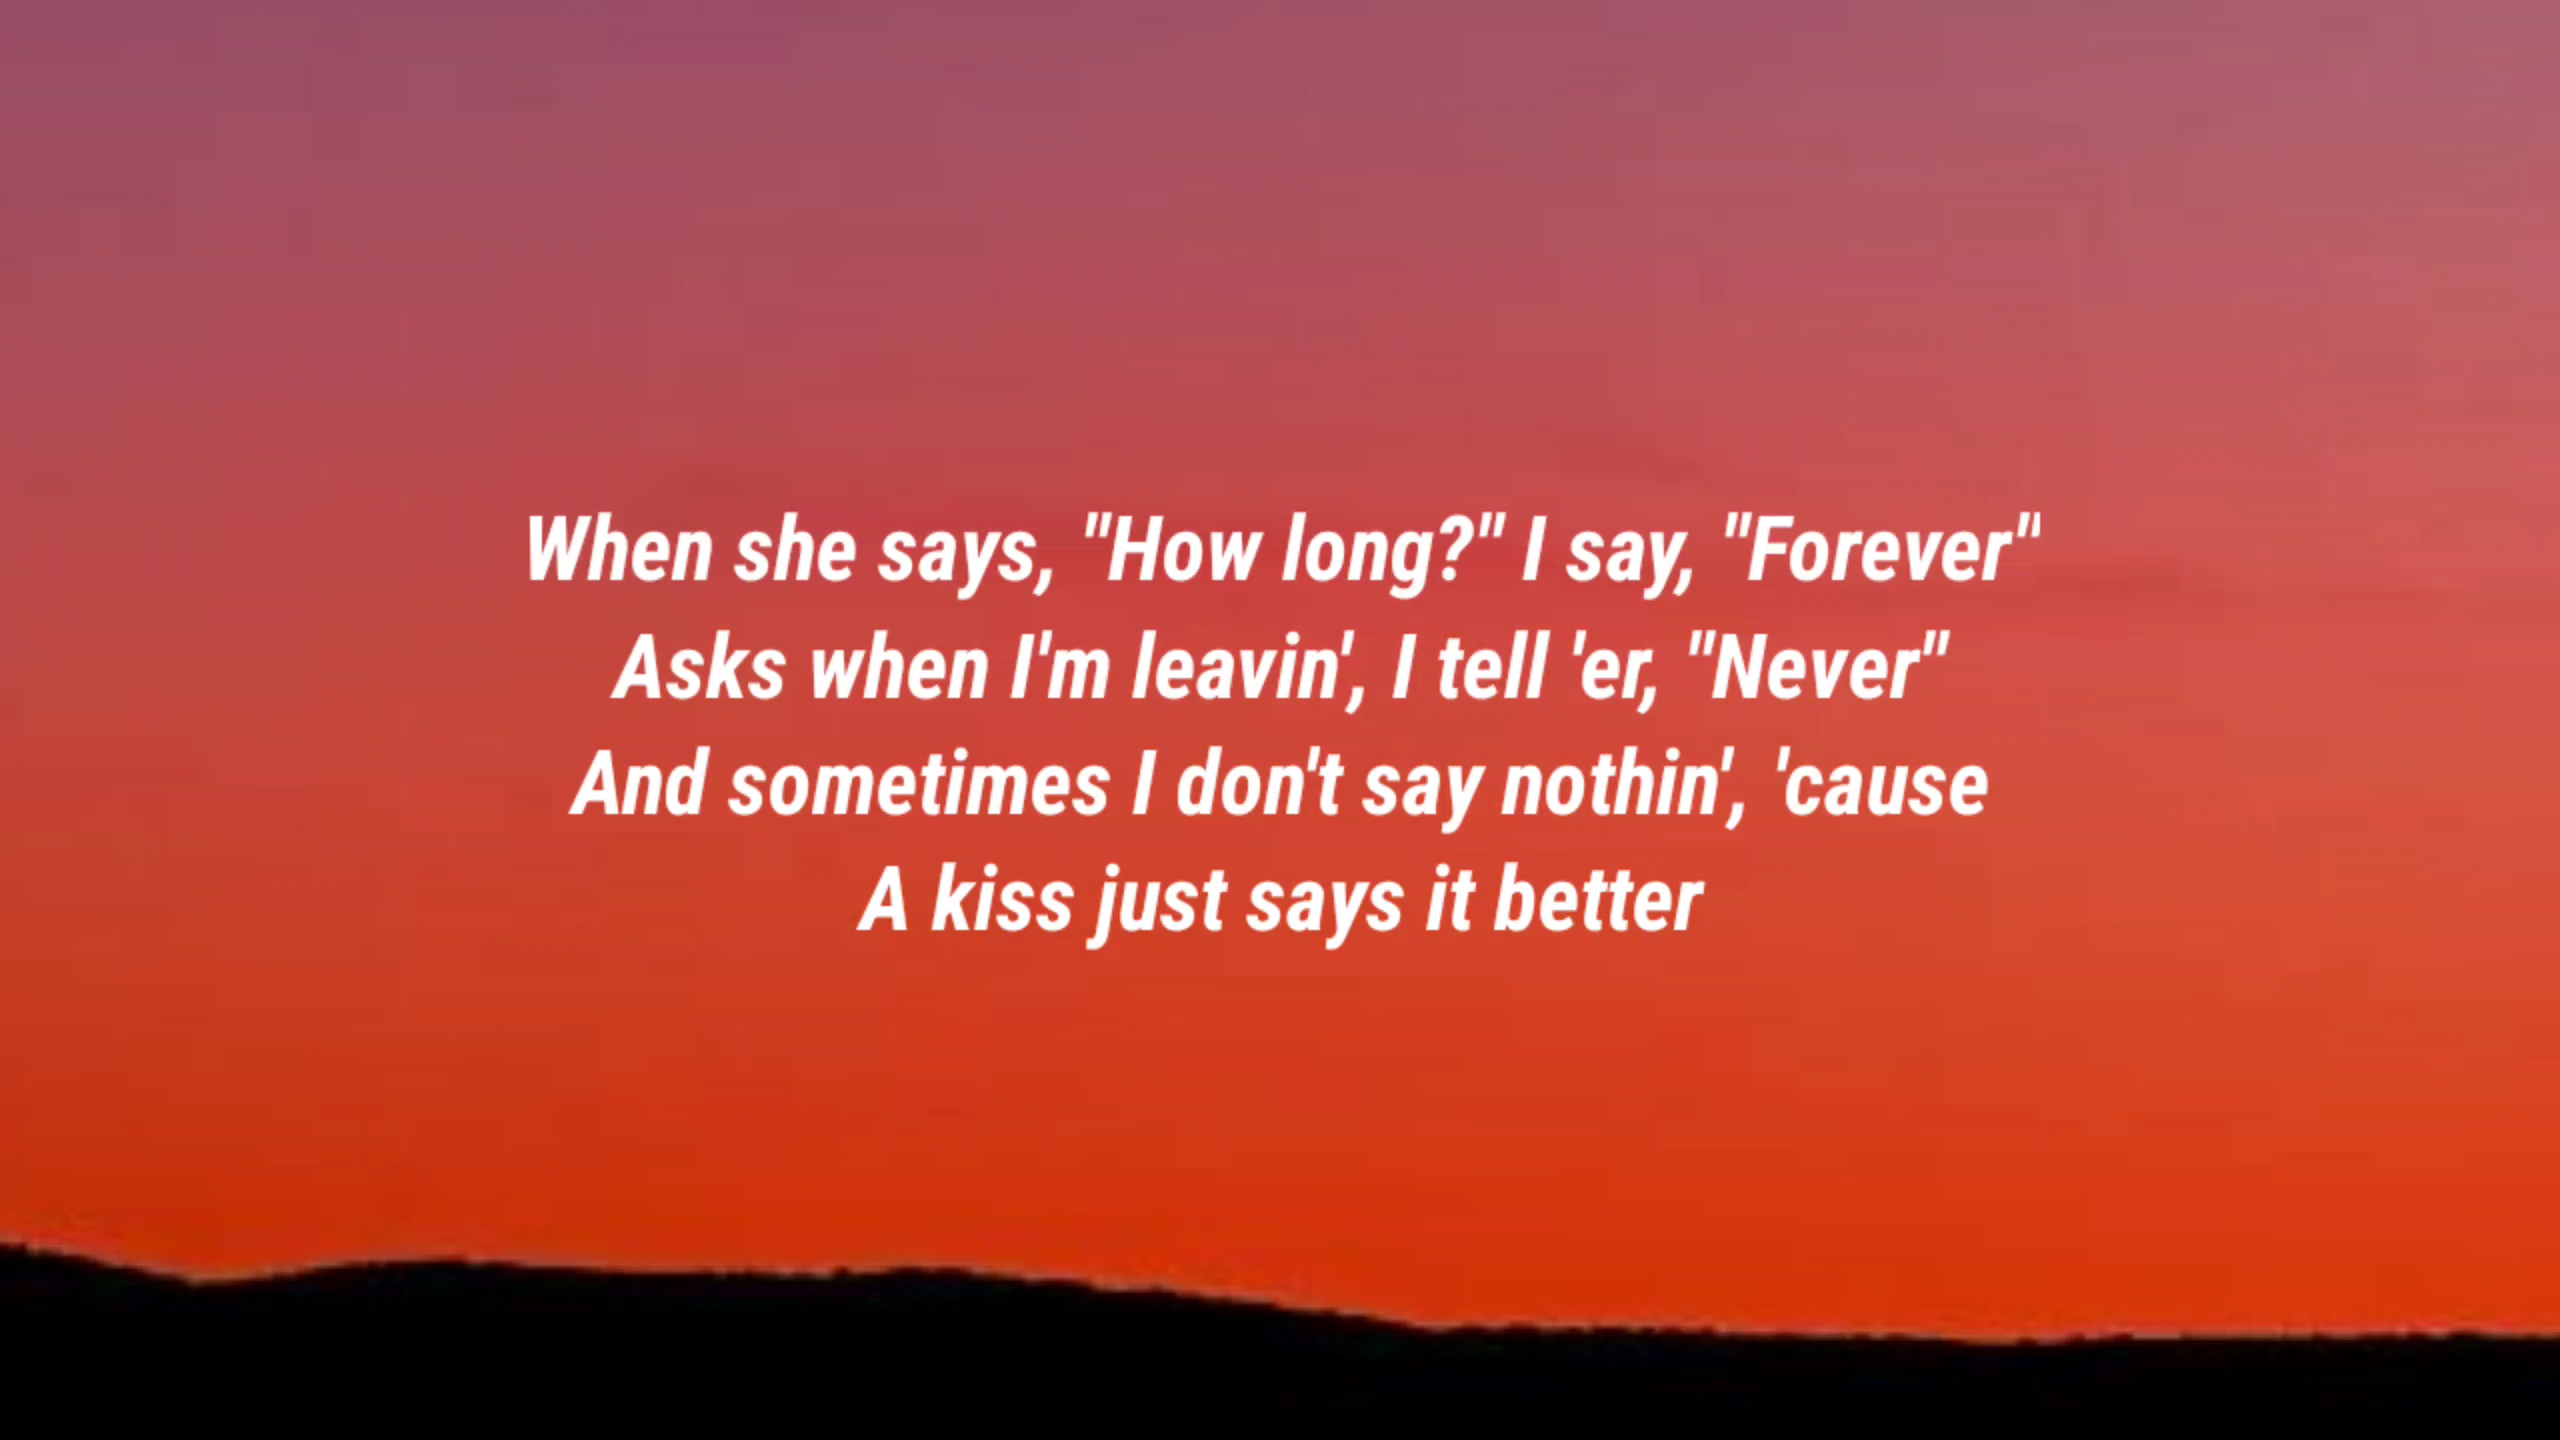 When she says, "How long?" I say, "Forever"
Asks when I'm leavin', I tell 'er, "Never"
And sometimes I don't say nothin', 'cause
A kiss just says it better